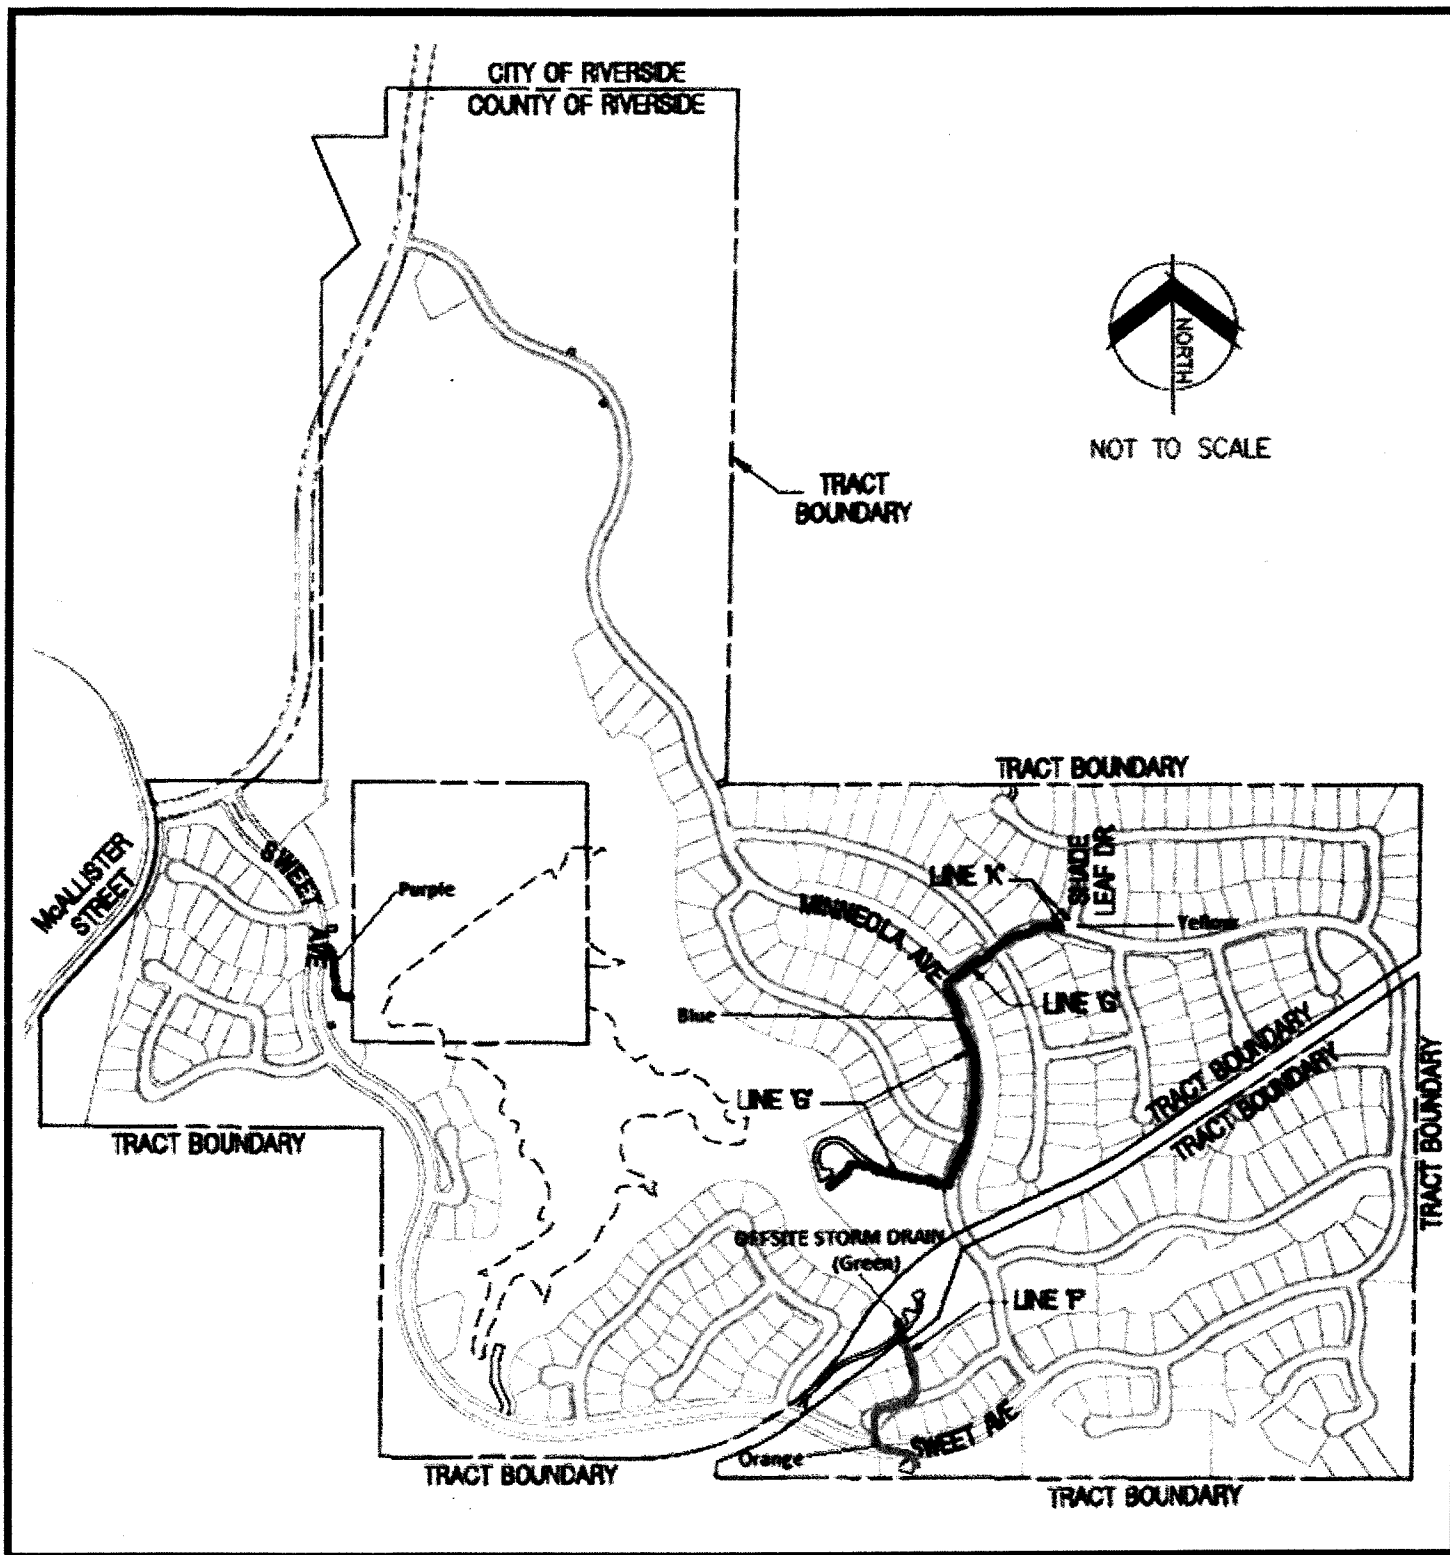 CITY OF RIVERSIDE
COUNTY OF RIVERSIDE
NORTH
NOT TO SCALE
TRACT
BOUNDARY
TRACT BOUNDARY
McALLISTER
STREET
SWEET
AVE
Purple
SHADE
LEAF DR
LINE 'K'
MINNEOLA AVE
Yellow
LINE 'G'
Blue
LINE 'G'
TRACT BOUNDARY
TRACT BOUNDARY
TRACT BOUNDARY
TRACT BOUNDARY
OFFSITE STORM DRAIN
(Green)
LINE 'P'
SWEET AVE
Orange
TRACT BOUNDARY
TRACT BOUNDARY